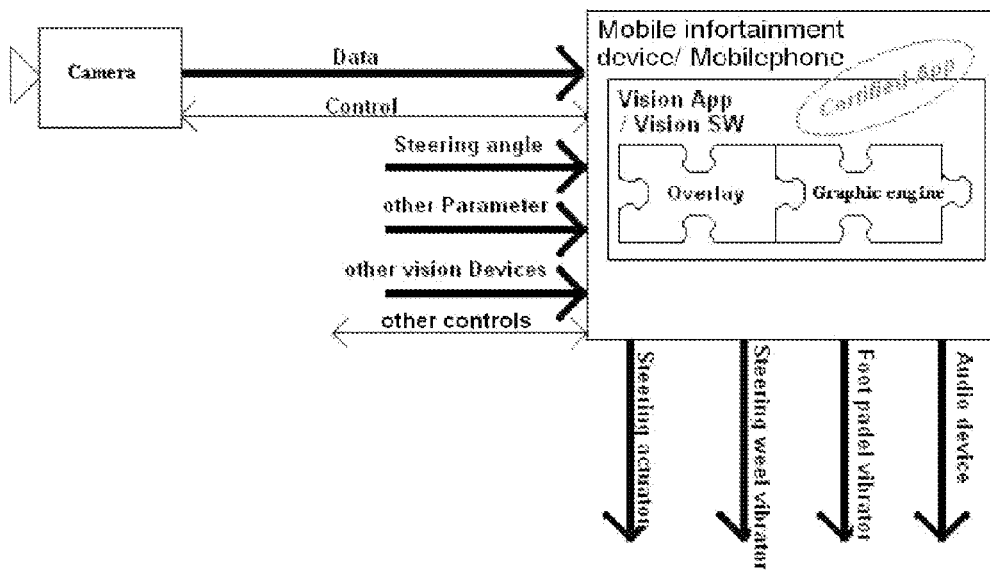 Camera
Data
Control
Steering angle
other Parameter
other vision Devices
other controls
Mobile infortainment
device/ Mobilephone
Certified App
Vision App
/ Vision SW
Overlay
Graphic engine
Steering actuator
Steering weel vibrator
Foot padel vibrator
Audio device